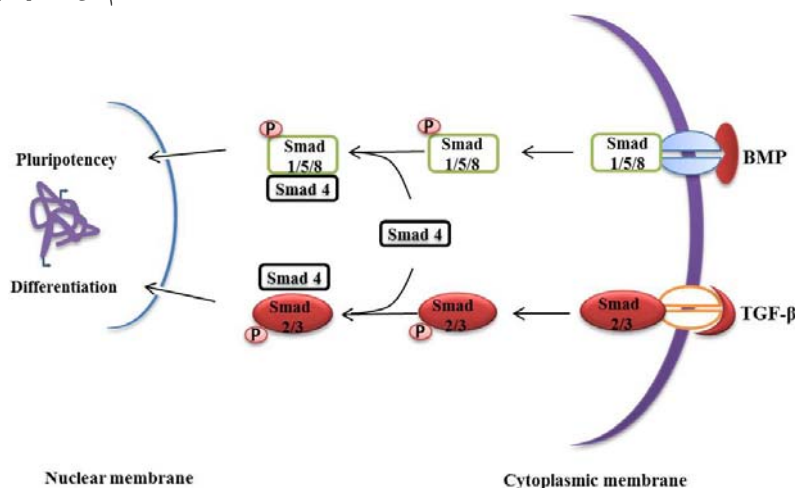 P
Smad
1/5/8
Smad 4
P
Smad
1/5/8
Smad
1/5/8
BMP
Pluripotencey
Smad 4
Differentiation
Smad 4
Smad
2/3
P
Smad
2/3
P
Smad
2/3
TGF-β
Nuclear membrane
Cytoplasmic membrane